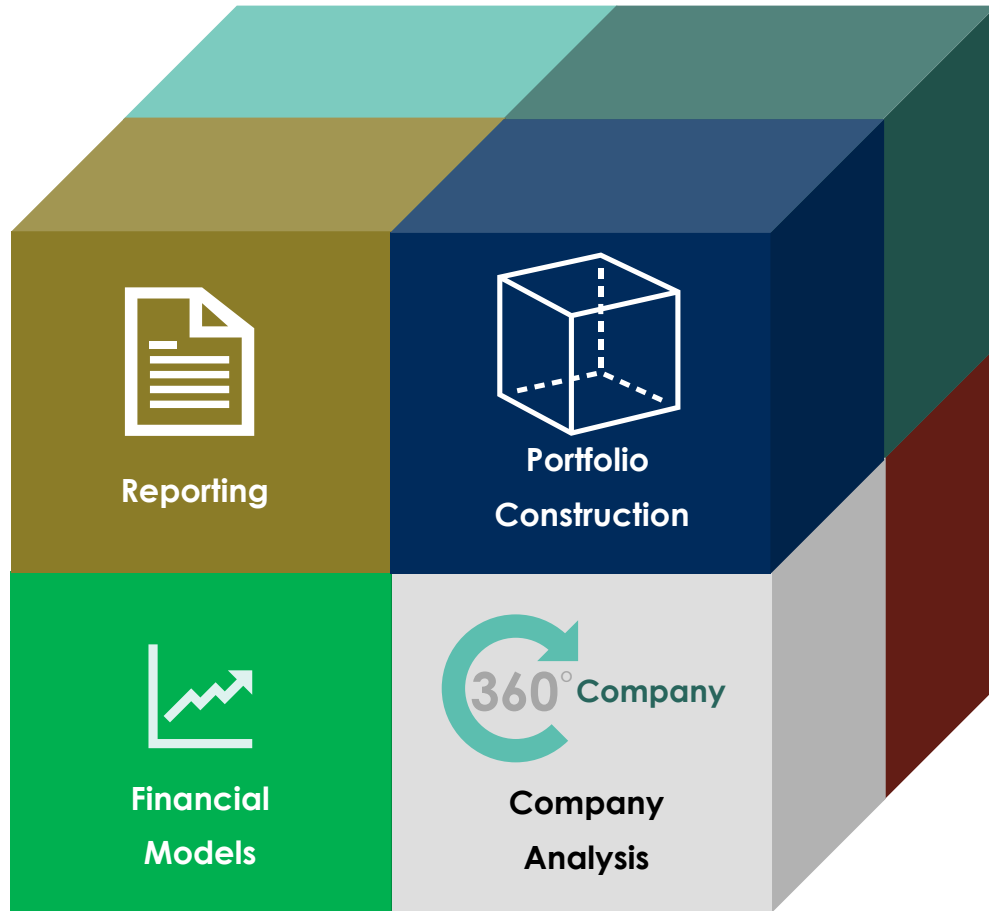 Reporting
Portfolio
Construction
Financial
Models
360° Company
Company
Analysis